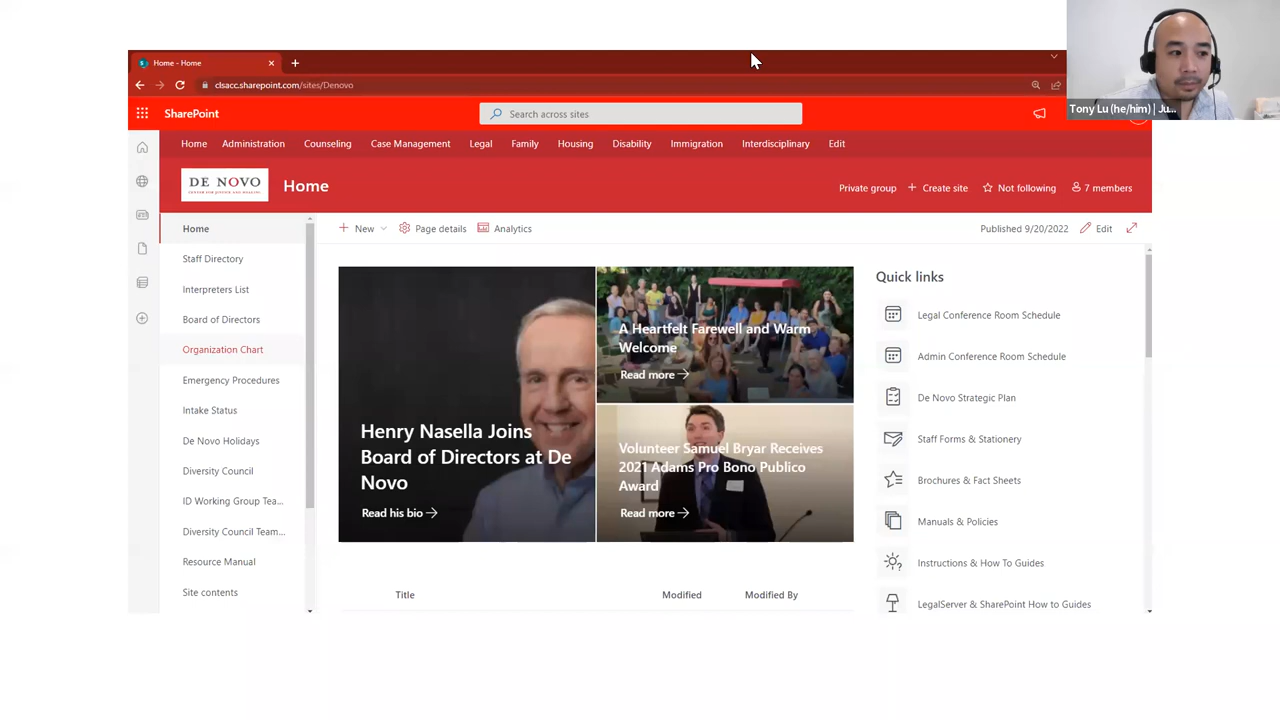 Home - Home
clsacc.sharepoint.com/sites/Denovo
SharePoint
Search across sites
Tony Lu (he/him) | Ju...
Home Administration Counseling Case Management Legal Family Housing Disability Immigration Interdisciplinary Edit
DE NOVO
CENTER FOR JUSTICE AND HEALING
Home
Private group
Create site
Not following
7 members
Home
Staff Directory
Interpreters List
Board of Directors
Organization Chart
Emergency Procedures
Intake Status
De Novo Holidays
Diversity Council
ID Working Group Tea...
Diversity Council Team...
Resource Manual
Site contents
New
Page details
Analytics
Published 9/20/2022
Edit
Henry Nasella Joins
Board of Directors at De
Novo
Read his bio
A Heartfelt Farewell and Warm
Welcome
Read more
Volunteer Samuel Bryar Receives
2021 Adams Pro Bono Publico
Award
Read more
Title Modified Modified By
Quick links
Legal Conference Room Schedule
Admin Conference Room Schedule
De Novo Strategic Plan
Staff Forms & Stationery
Brochures & Fact Sheets
Manuals & Policies
Instructions & How To Guides
LegalServer & SharePoint How to Guides